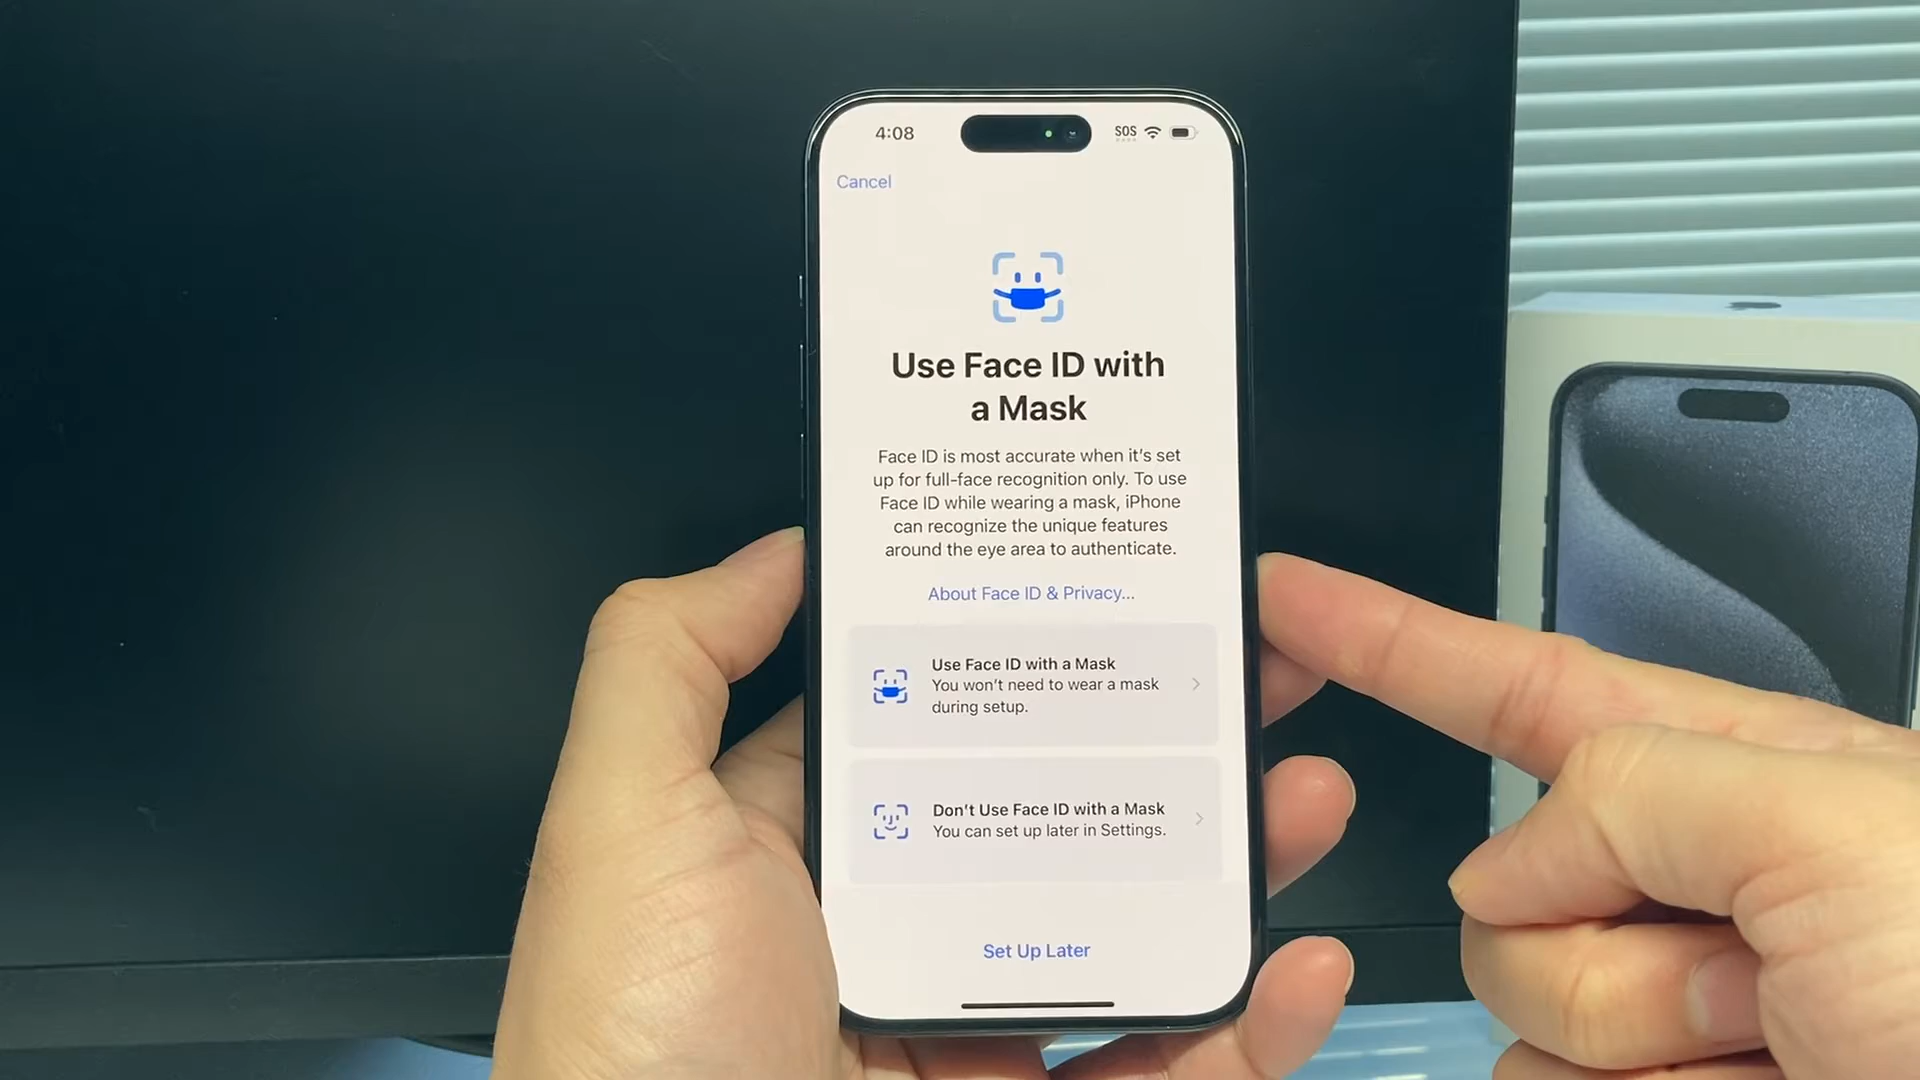 4:08
SOS
Cancel
Use Face ID with
a Mask
Face ID is most accurate when it's set
up for full-face recognition only. To use
Face ID while wearing a mask, iPhone
can recognize the unique features
around the eye area to authenticate.
About Face ID & Privacy...
Use Face ID with a Mask
You won't need to wear a mask
during setup.
Don't Use Face ID with a Mask
You can set up later in Settings.
Set Up Later